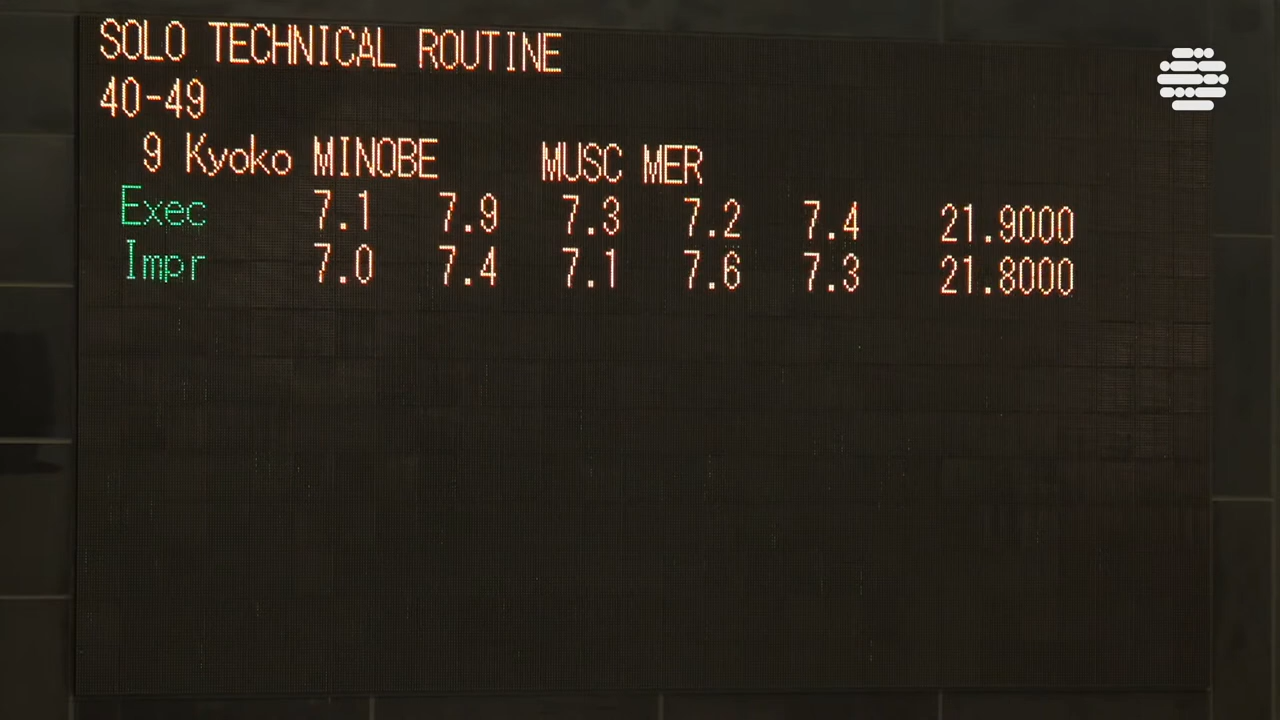 SOLO TECHNICAL ROUTINE
40-49
9 Kyoko MINOBE MUSC MER
Exec 7.1 7.9 7.3 7.2 7.4 21.9000
Impr 7.0 7.4 7.1 7.6 7.3 21.8000